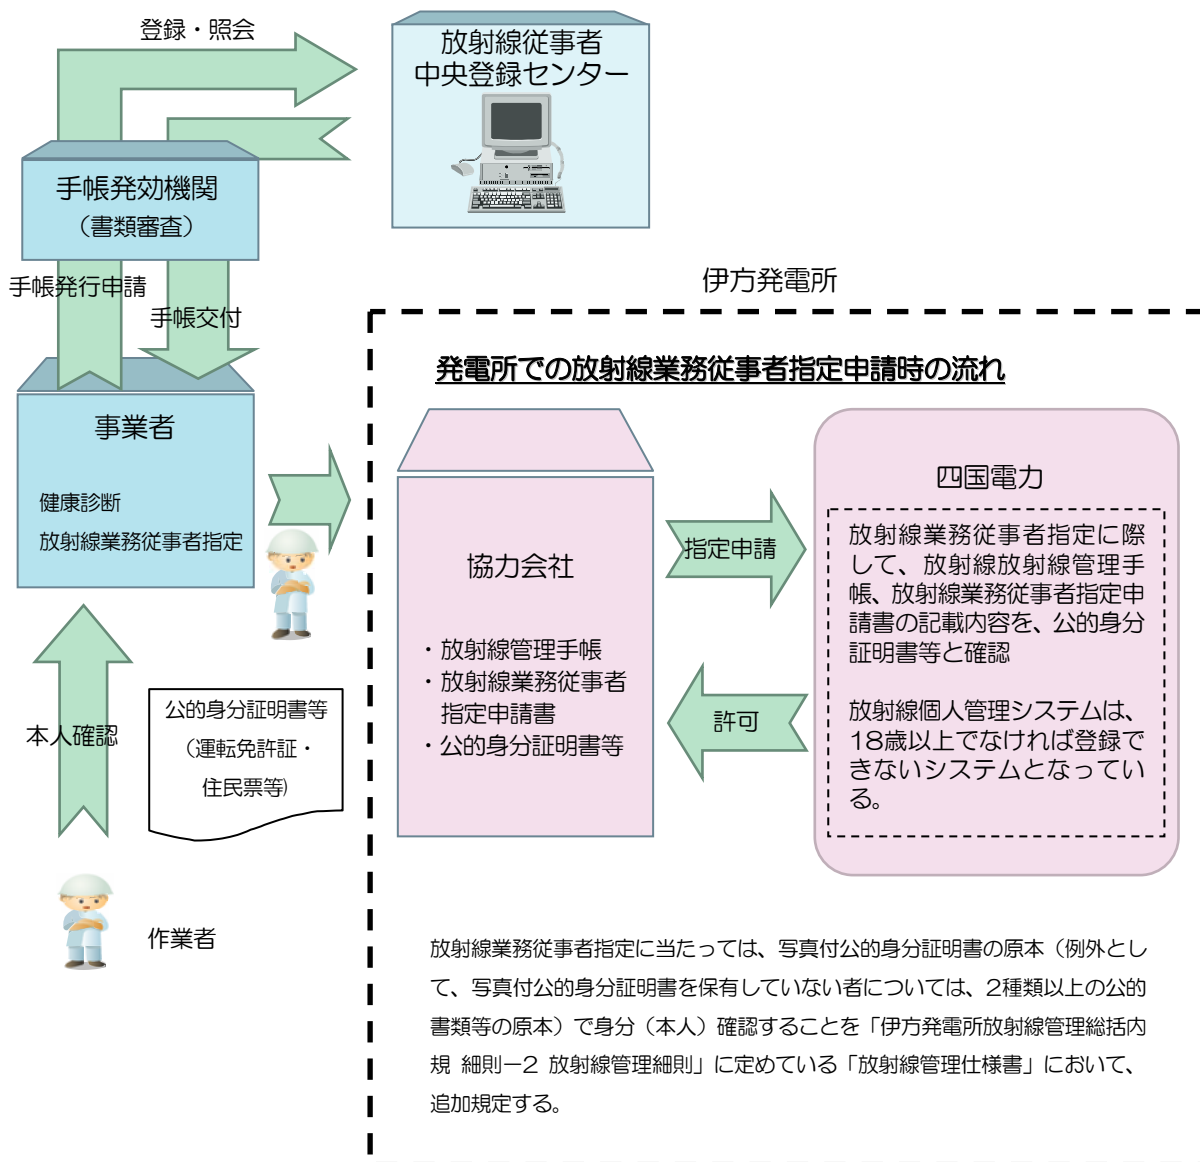 登録・照会
放射線従事者
中央登録センター
手帳発効機関
（書類審査）
手帳発行申請
手帳交付
事業者
健康診断
放射線業務従事者指定
本人確認
公的身分証明書等
（運転免許証・
住民票等)
作業者
伊方発電所
発電所での放射線業務従事者指定申請時の流れ
協力会社
・放射線管理手帳
・放射線業務従事者
指定申請書
・公的身分証明書等
指定申請
許可
四国電力
放射線業務従事者指定に際
して、放射線放射線管理手
帳、放射線業務従事者指定申
請書の記載内容を、公的身分
証明書等と確認
放射線個人管理システムは、
18歳以上でなければ登録で
きないシステムとなってい
る。
放射線業務従事者指定に当たっては、写真付公的身分証明書の原本（例外とし
て、写真付公的身分証明書を保有していない者については、2種類以上の公的
書類等の原本）で身分（本人）確認することを「伊方発電所放射線管理総括内
規 細則－2 放射線管理細則」に定めている「放射線管理仕様書」において、
追加規定する。